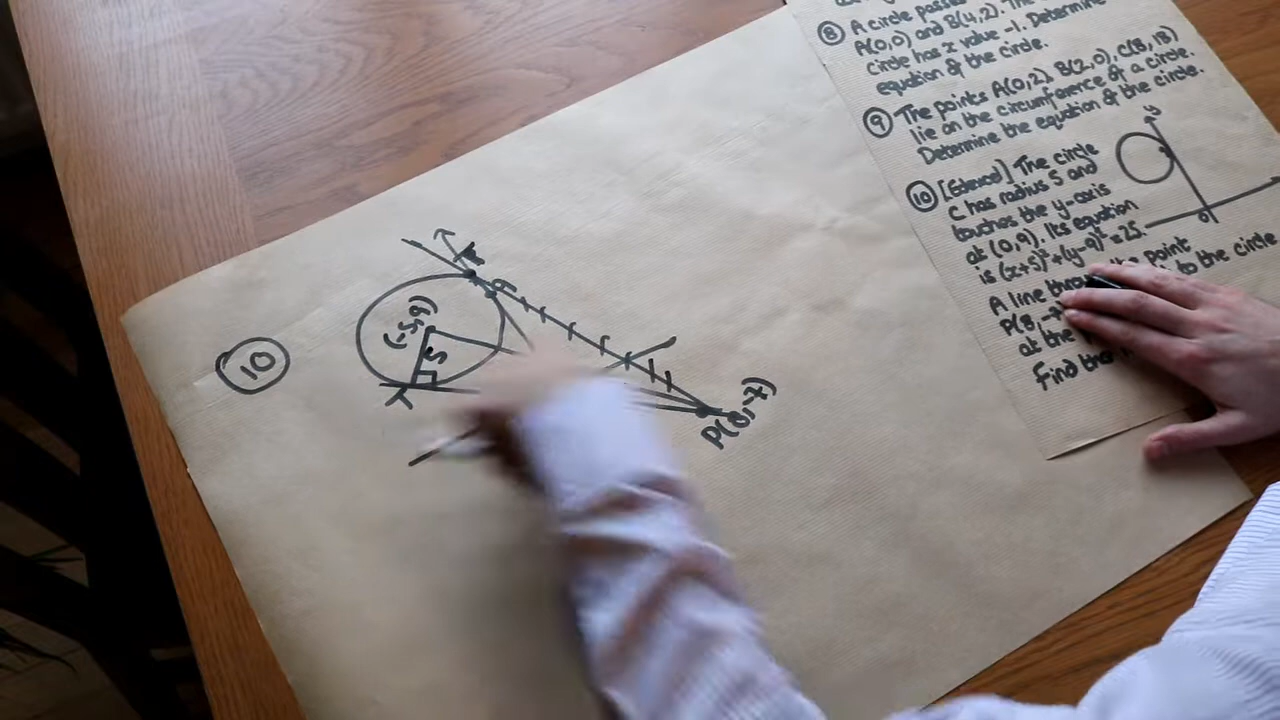 ⑧ A circle passes
A(0,0) and B(4,2). The
circle has x value -1. Determine
equation of the circle.
⑨ The points A(0,2), B(2,0), C(8,18)
lie on the circumference of a circle.
Determine the equation of the circle.
⑩ [Edexcel] The circle
C has radius 5 and
touches the y-axis
at (0,9). Its equation
is (x+5)²+(y-9)²=25.
A line through the point
P(8,-7 to the circle
at the
Find the
y
0
⑩
(-5,9)
5
9
T
P(8,-7)